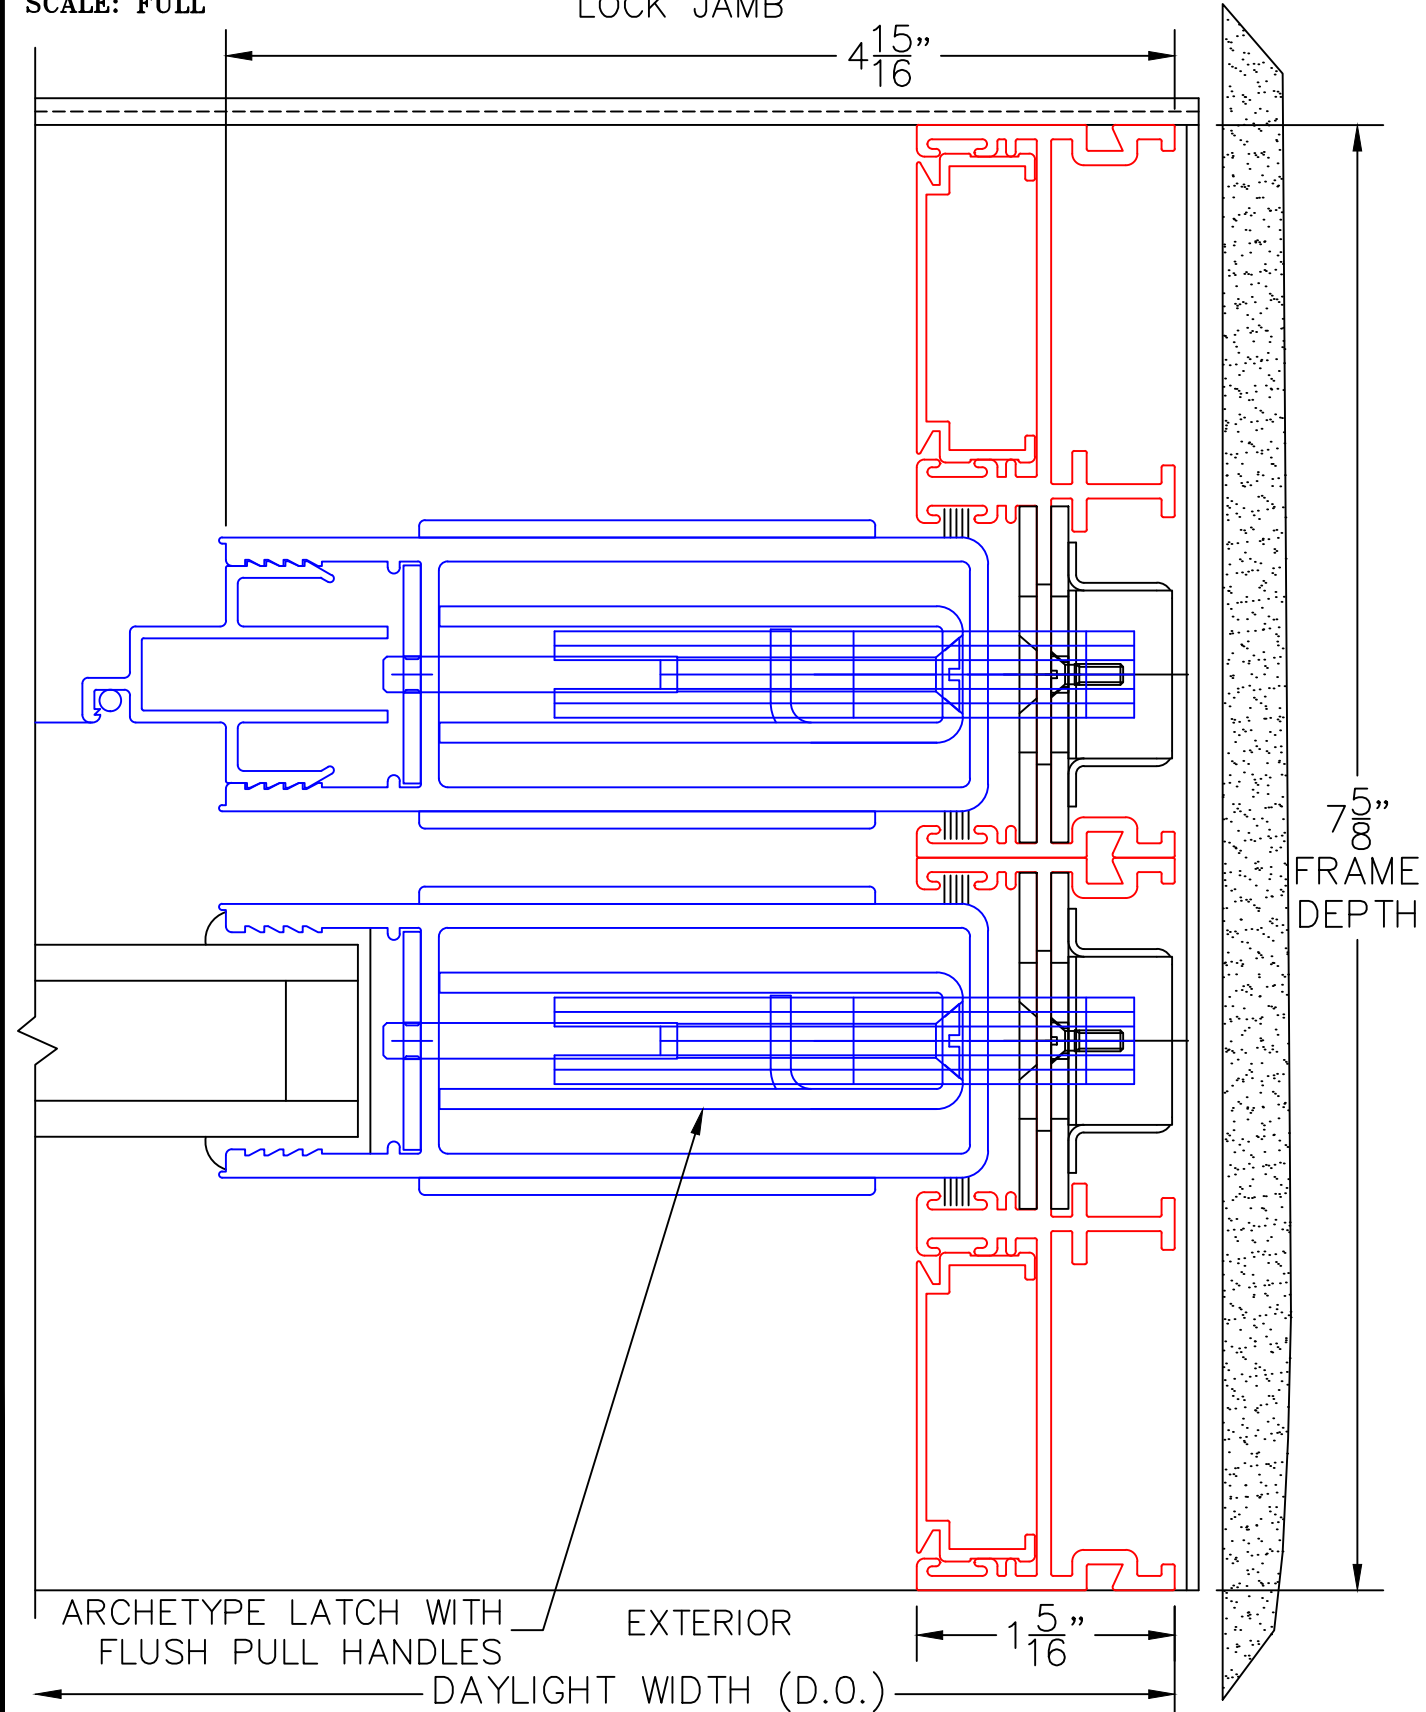 SCALE: FULL
LOCK JAMB
4 15/16"
7 5/8"
FRAME
DEPTH
ARCHETYPE LATCH WITH
FLUSH PULL HANDLES
EXTERIOR
1 5/16"
DAYLIGHT WIDTH (D.O.)